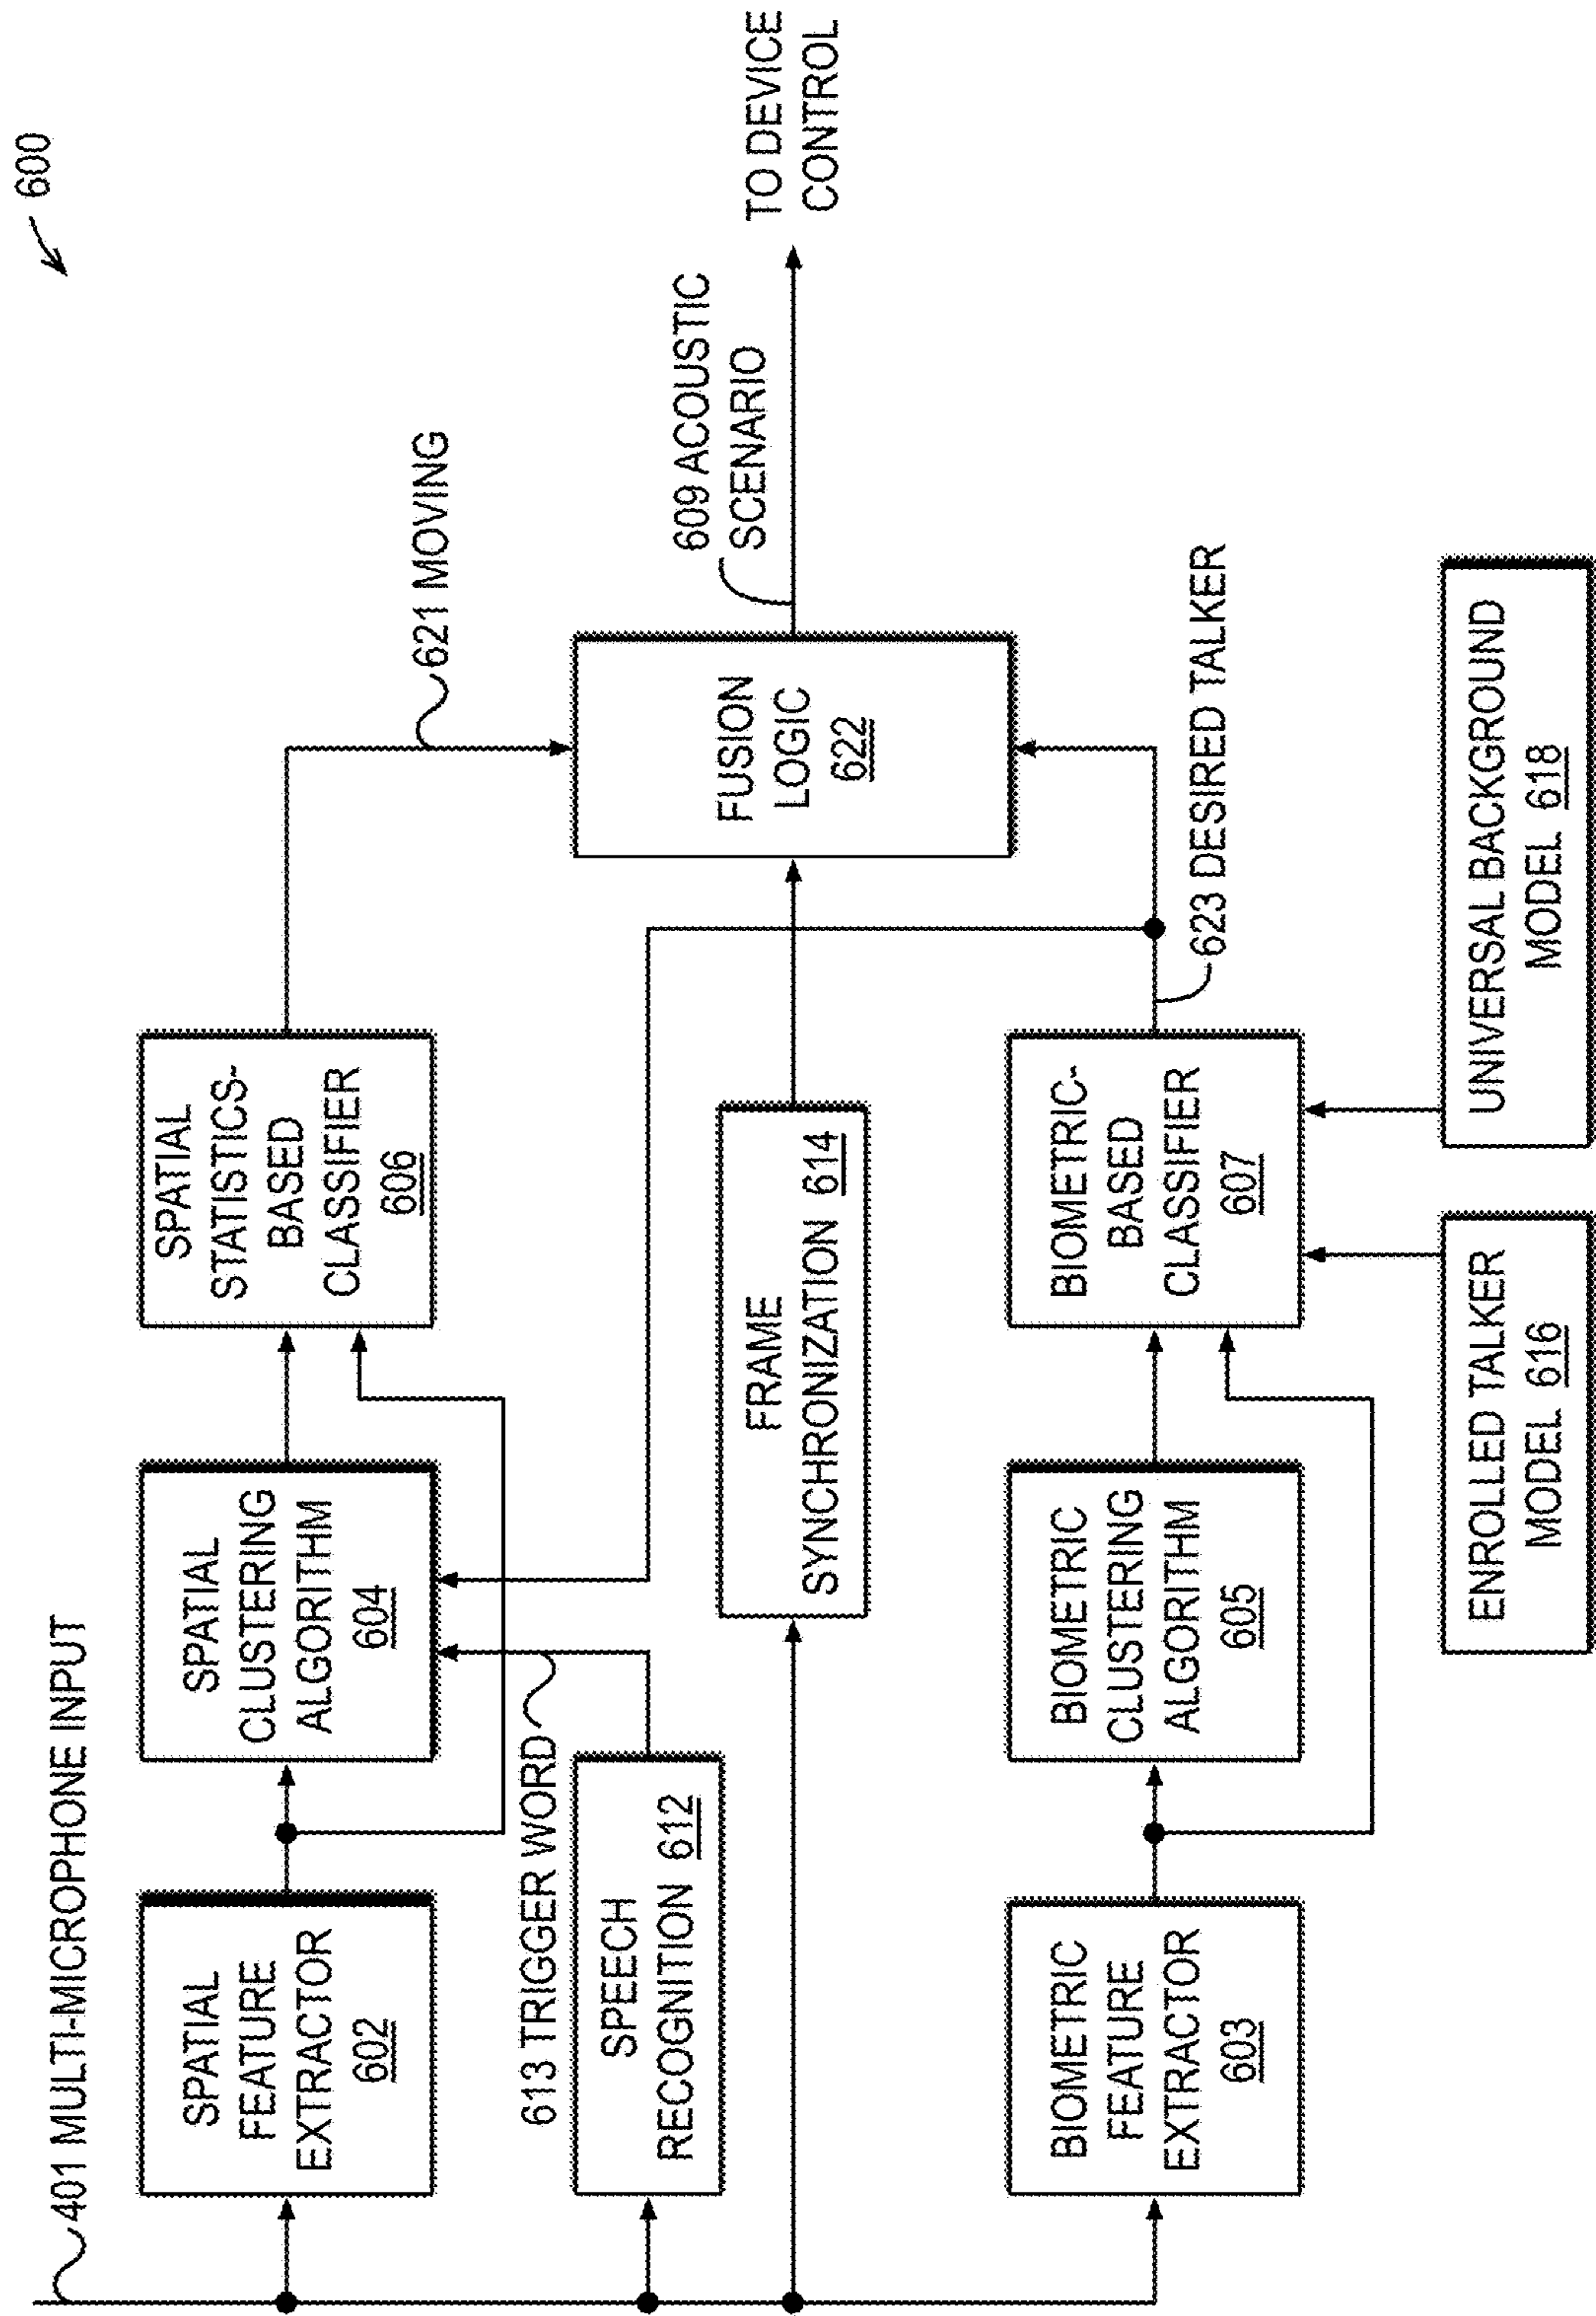 600
401 MULTI-MICROPHONE INPUT
SPATIAL
FEATURE
EXTRACTOR
602
SPATIAL
CLUSTERING
ALGORITHM
604
SPATIAL
STATISTICS-
BASED
CLASSIFIER
606
621 MOVING
613 TRIGGER WORD
SPEECH
RECOGNITION 612
FRAME
SYNCHRONIZATION 614
FUSION
LOGIC
622
609 ACOUSTIC
SCENARIO
TO DEVICE
CONTROL
BIOMETRIC
FEATURE
EXTRACTOR
603
BIOMETRIC
CLUSTERING
ALGORITHM
605
BIOMETRIC-
BASED
CLASSIFIER
607
623 DESIRED TALKER
ENROLLED TALKER
MODEL 616
UNIVERSAL BACKGROUND
MODEL 618